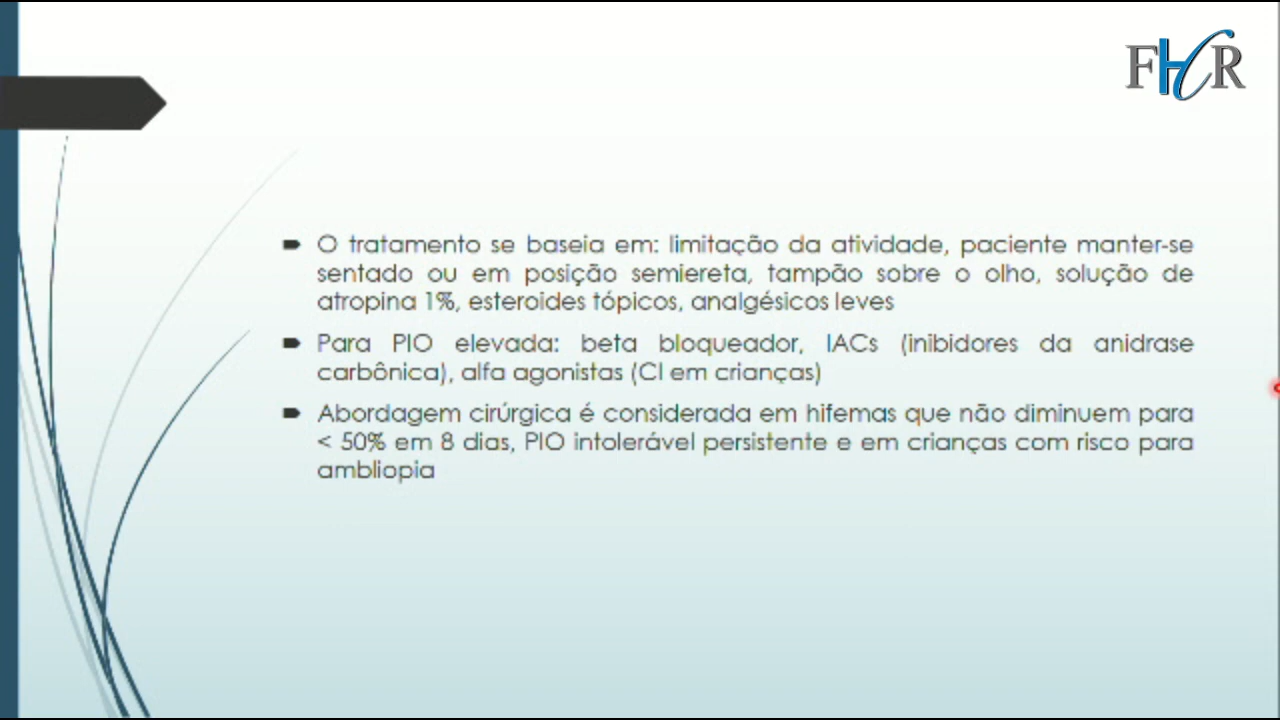 FHCR
O tratamento se baseia em: limitação da atividade, paciente manter-se
sentado ou em posição semiereta, tampão sobre o olho, solução de
atropina 1%, esteroides tópicos, analgésicos leves
Para PIO elevada: beta bloqueador, IACs (inibidores da anidrase
carbônica), alfa agonistas (CI em crianças)
Abordagem cirúrgica é considerada em hifemas que não diminuem para
< 50% em 8 dias, PIO intolerável persistente e em crianças com risco para
ambliopia